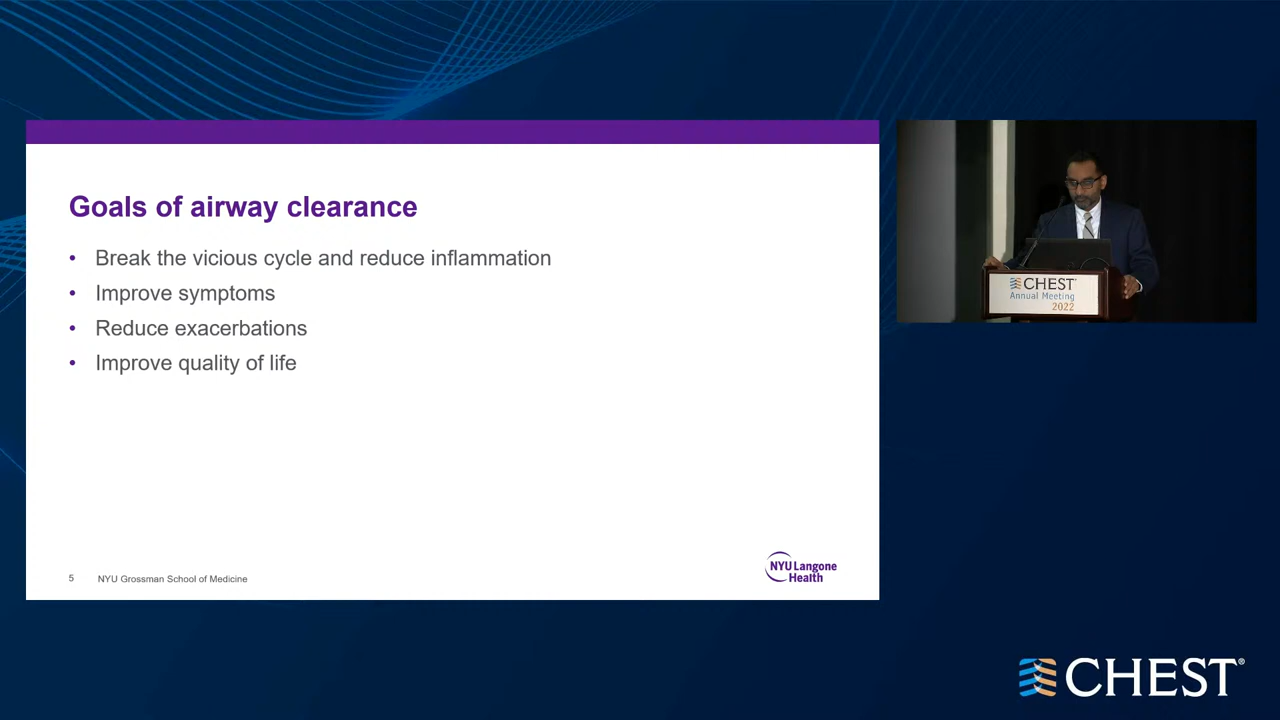 Goals of airway clearance
• Break the vicious cycle and reduce inflammation
• Improve symptoms
• Reduce exacerbations
• Improve quality of life
5 NYU Grossman School of Medicine
NYU Langone
Health
CHEST
Annual Meeting
2022
CHEST®